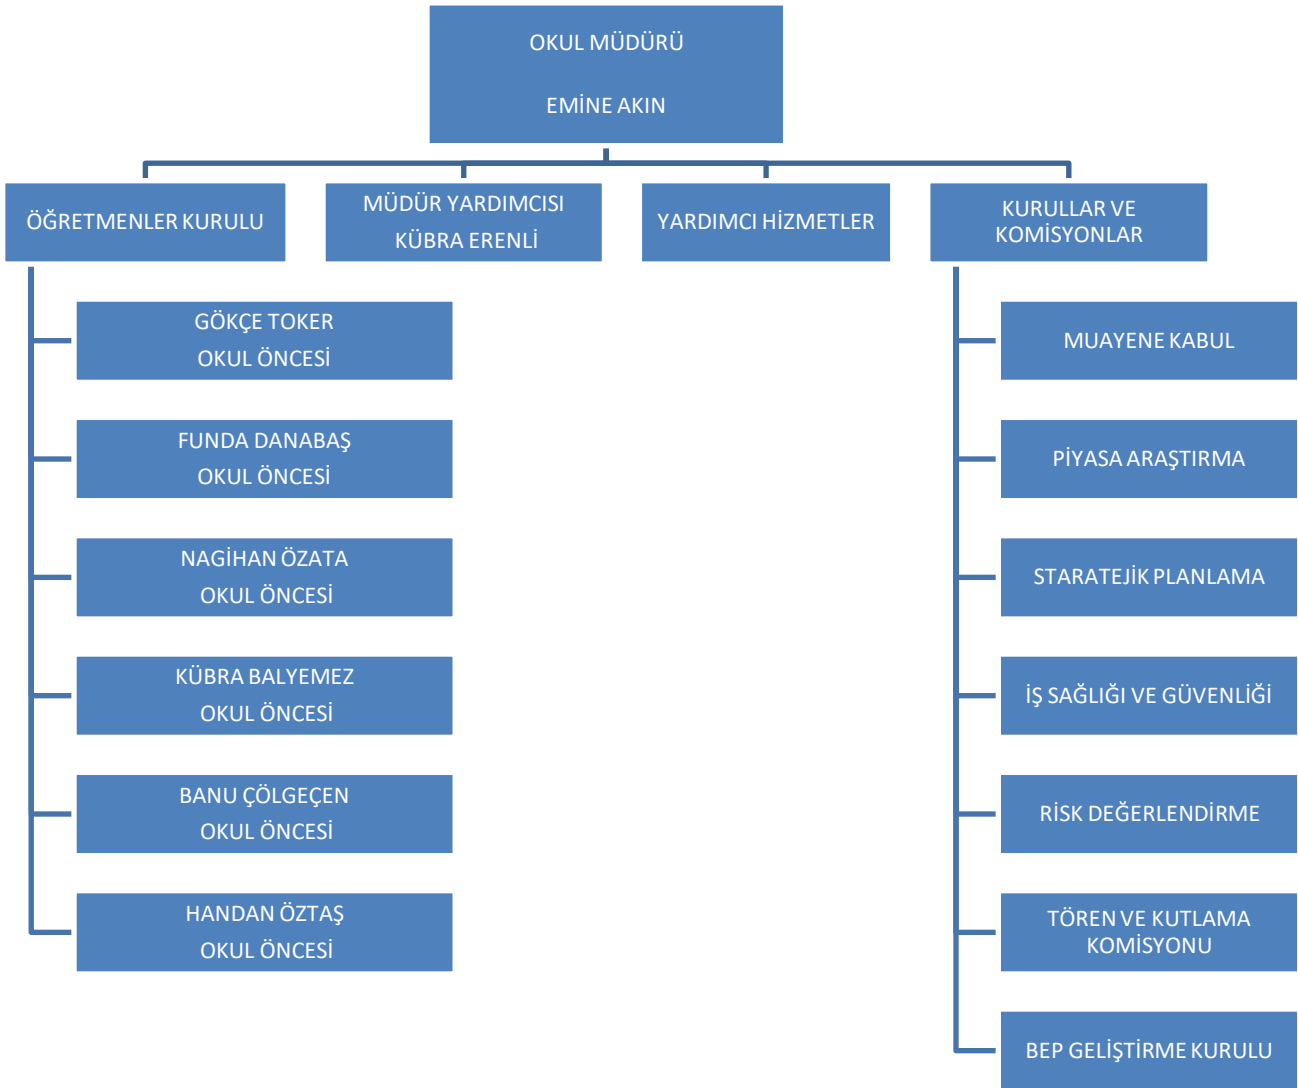 OKUL MÜDÜRÜ
EMİNE AKIN
ÖĞRETMENLER KURULU
MÜDÜR YARDIMCISI
KÜBRA ERENLİ
YARDIMCI HİZMETLER
KURULLAR VE
KOMİSYONLAR
GÖKÇE TOKER
OKUL ÖNCESİ
FUNDA DANABAŞ
OKUL ÖNCESİ
NAGİHAN ÖZATA
OKUL ÖNCESİ
KÜBRA BALYEMEZ
OKUL ÖNCESİ
BANU ÇÖLGEÇEN
OKUL ÖNCESİ
HANDAN ÖZTAŞ
OKUL ÖNCESİ
MUAYENE KABUL
PİYASA ARAŞTIRMA
STARATEJİK PLANLAMA
İŞ SAĞLIĞI VE GÜVENLİĞİ
RİSK DEĞERLENDİRME
TÖREN VE KUTLAMA
KOMİSYONU
BEP GELİŞTİRME KURULU